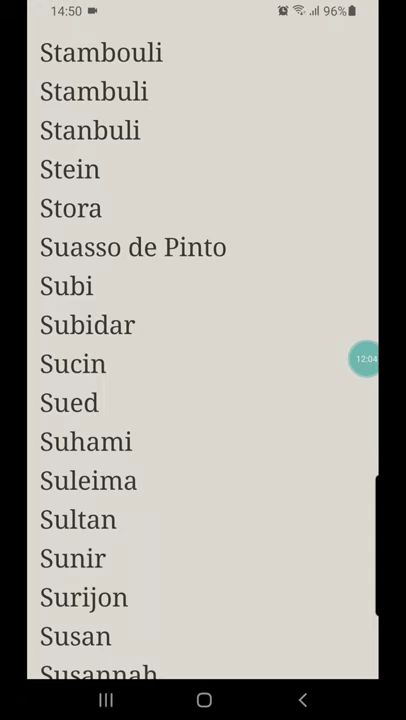 14:50 96%
Stambouli
Stambuli
Stanbuli
Stein
Stora
Suasso de Pinto
Subi
Subidar
Sucin
12:04
Sued
Suhami
Suleima
Sultan
Sunir
Surijon
Susan
Susannah